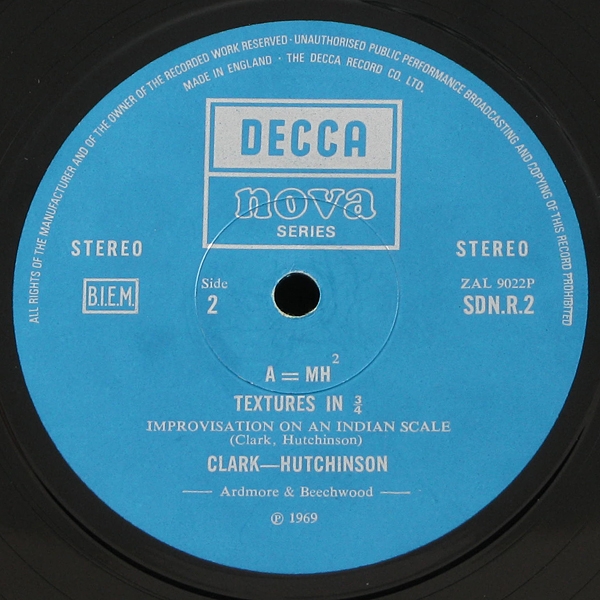 ALL RIGHTS OF THE MANUFACTURER AND OF THE OWNER OF THE RECORDED WORK RESERVED · UNAUTHORISED PUBLIC PERFORMANCE BROADCASTING AND COPYING OF THIS RECORD PROHIBITED
MADE IN ENGLAND · THE DECCA RECORD CO. LTD.
DECCA
nova
SERIES
STEREO STEREO
B.I.E.M. Side ZAL 9022P
2 SDN.R.2
A = MH²
TEXTURES IN ¾
IMPROVISATION ON AN INDIAN SCALE
(Clark, Hutchinson)
CLARK—HUTCHINSON
— Ardmore & Beechwood —
℗ 1969